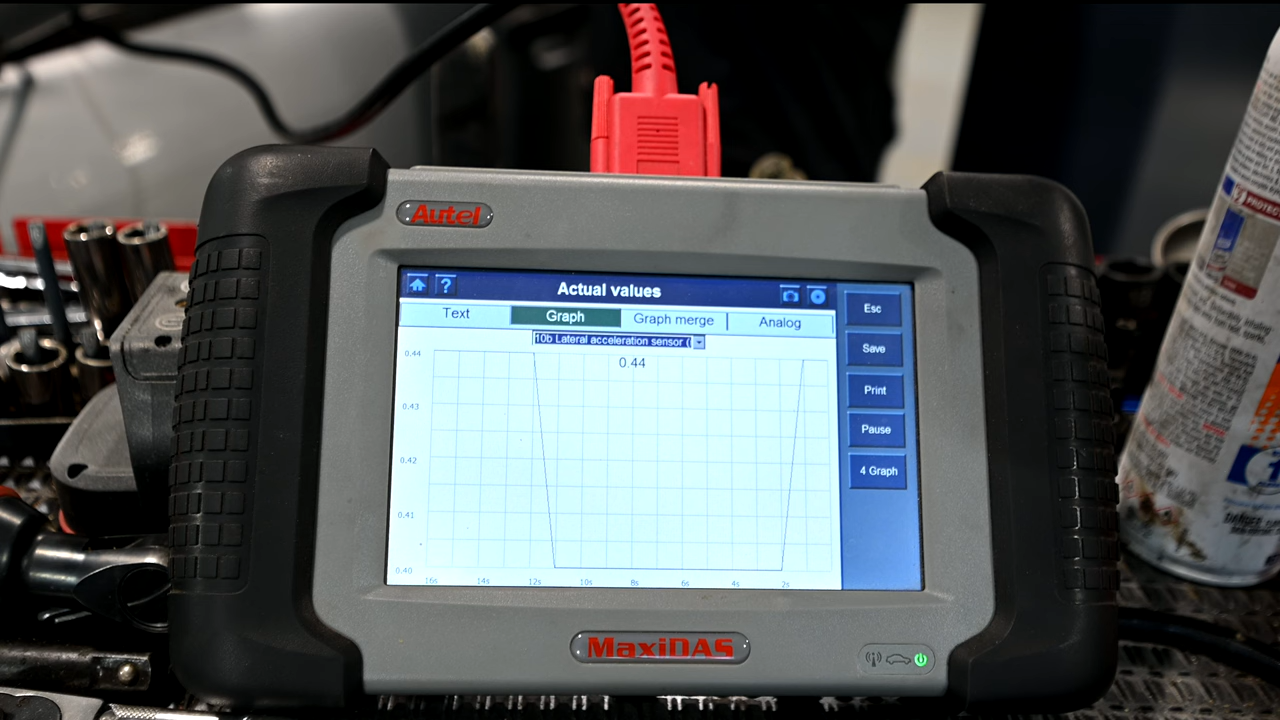 Autel
Actual values
?
Text
Graph
Graph merge
Analog
10b Lateral acceleration sensor (
0.44
0.44
0.43
0.42
0.41
0.40
16s
14s
12s
10s
8s
6s
4s
2s
Esc
Save
Print
Pause
4 Graph
MaxiDAS
PROTEC
1